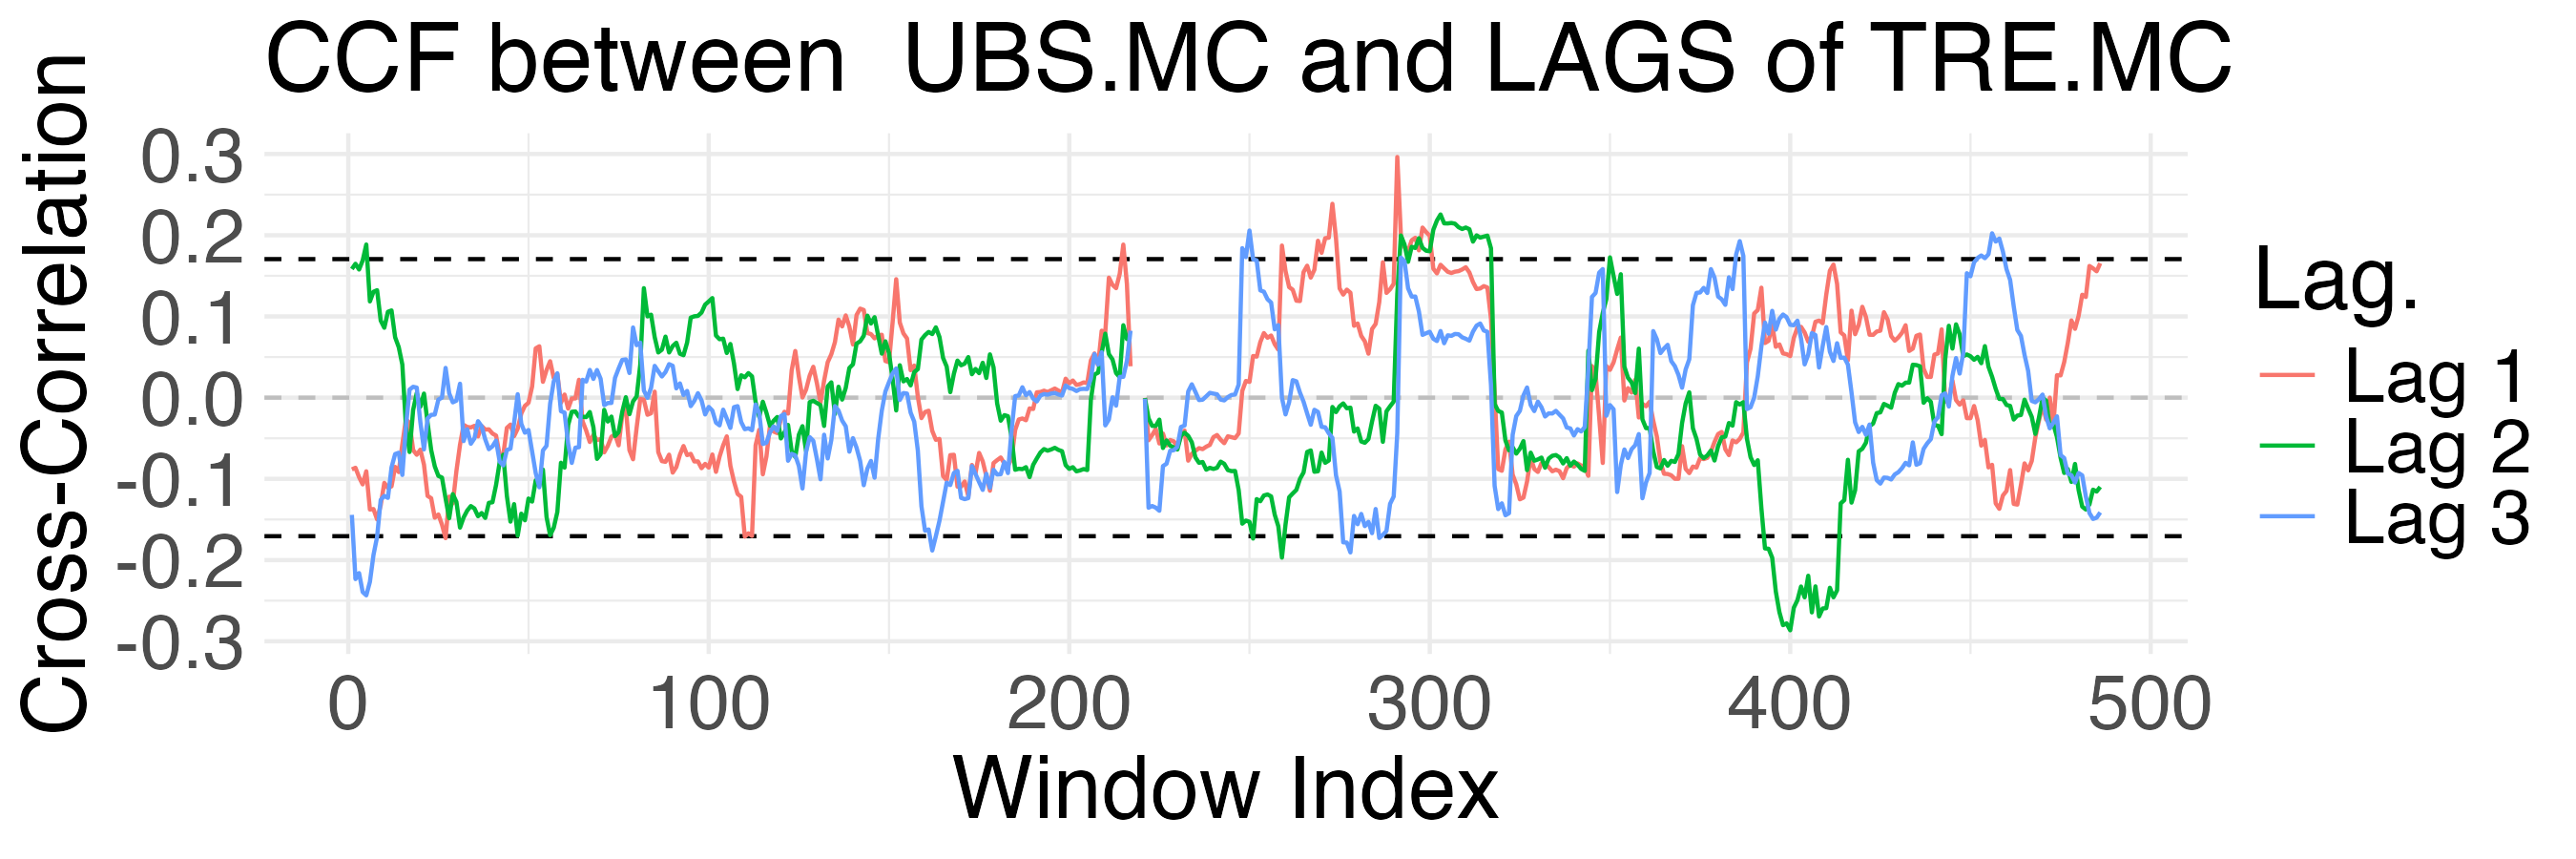 CCF between  UBS.MC and LAGS of TRE.MC
Cross-Correlation
0.3
0.2
0.1
0.0
-0.1
-0.2
-0.3
0 100 200 300 400 500
Window Index
Lag.
Lag 1
Lag 2
Lag 3